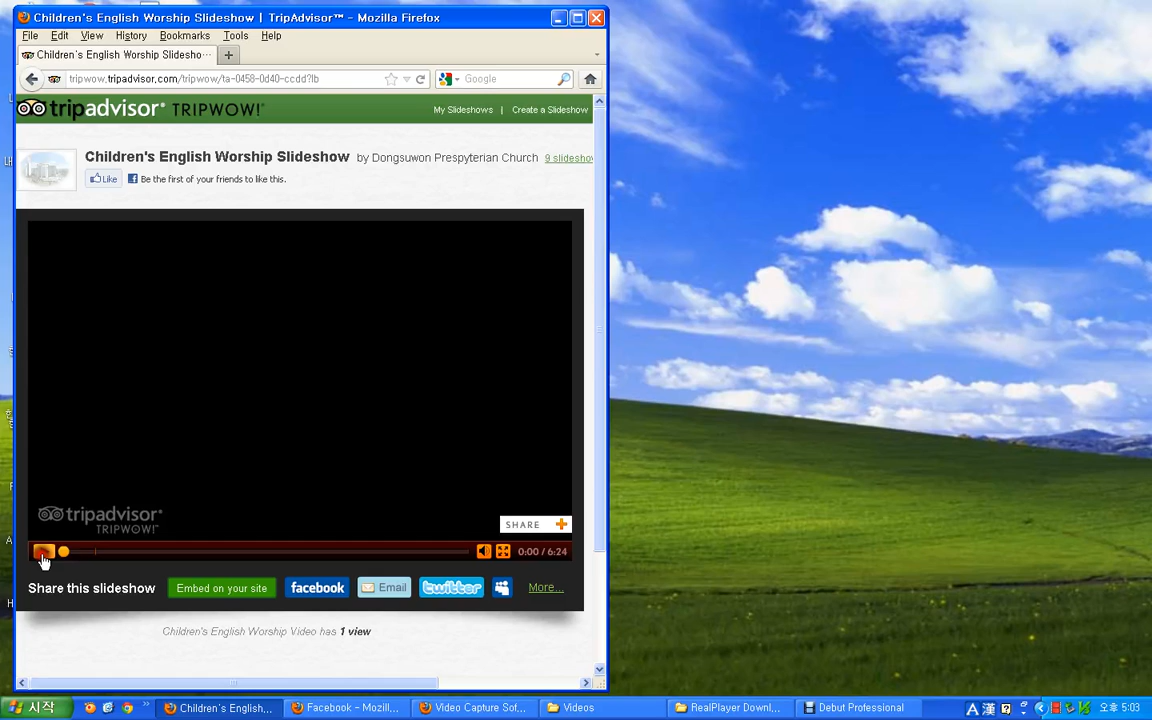 Children's English Worship Slideshow | TripAdvisor™ - Mozilla Firefox
File Edit View History Bookmarks Tools Help
Children's English Worship Slidesho...
tripwow.tripadvisor.com/tripwow/ta-0458-0d40-ccdd?lb
Google
tripadvisor® TRIPWOW!
My Slideshows | Create a Slideshow
Children's English Worship Slideshow by Dongsuwon Prespyterian Church 9 slideshow
Like Be the first of your friends to like this.
tripadvisor®
TRIPWOW!
SHARE
0:00 / 6:24
Share this slideshow Embed on your site facebook Email twitter More...
Children's English Worship Video has 1 view
시작 Children's English,... Facebook - Mozill... Video Capture Sof... Videos RealPlayer Downl... Debut Professional A 漢 오후 5:03